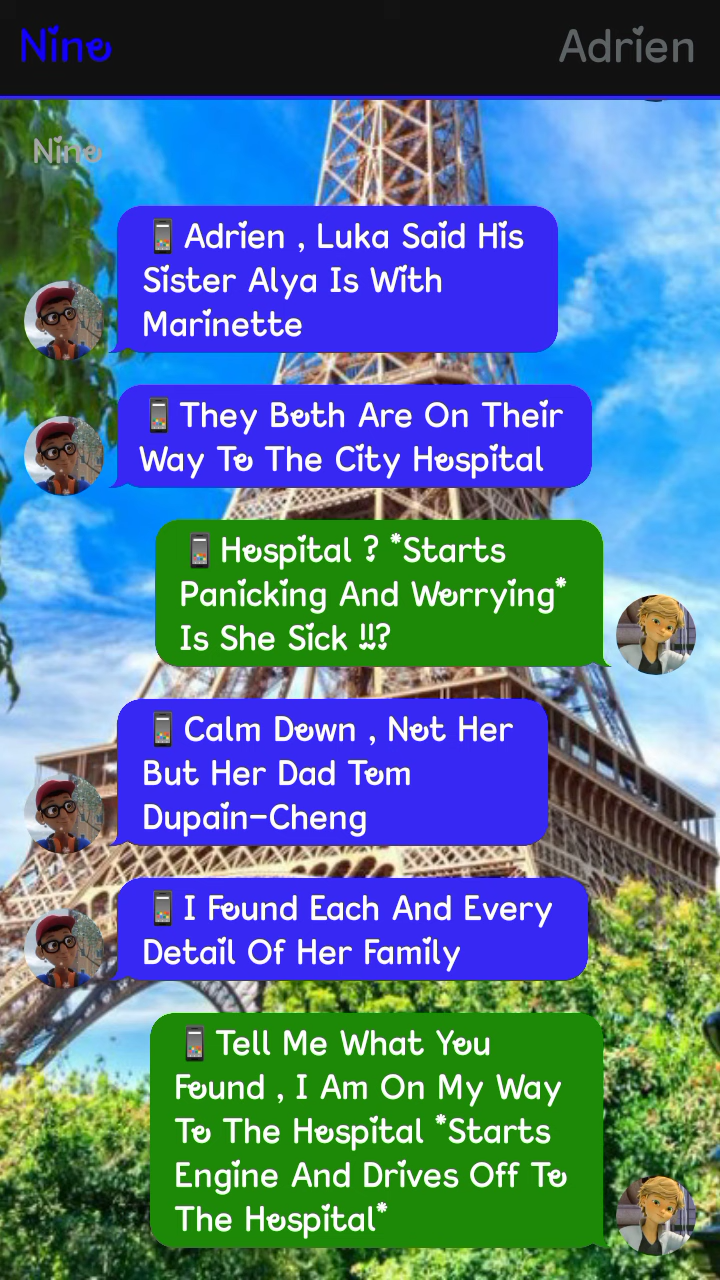 Nine
Adrien
Nine
📱Adrien , Luka Said His
Sister Alya Is With
Marinette
📱They Both Are On Their
Way To The City Hospital
📱Hospital ? *Starts
Panicking And Worrying*
Is She Sick !!?
📱Calm Down , Not Her
But Her Dad Tom
Dupain-Cheng
📱I Found Each And Every
Detail Of Her Family
📱Tell Me What You
Found , I Am On My Way
To The Hospital *Starts
Engine And Drives Off To
The Hospital*